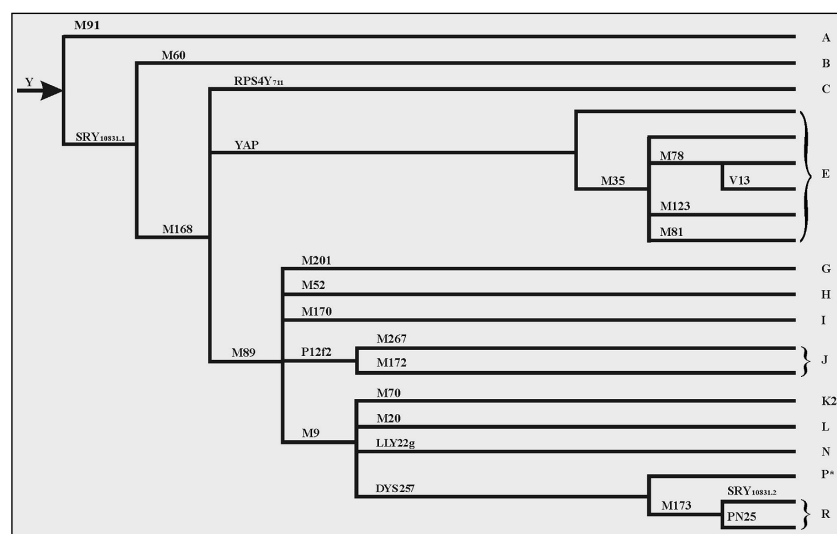 M91 A
M60 B
Y
RPS4Y711 C
SRY10831.1
YAP
M78
E
M35 V13
M123
M168
M81
M201 G
M52 H
M170 I
M267
M89 P12f2 M172 J
M70 K2
M20 L
M9
LLY22g N
P*
DYS257 SRY10831.2
M173 PN25 R